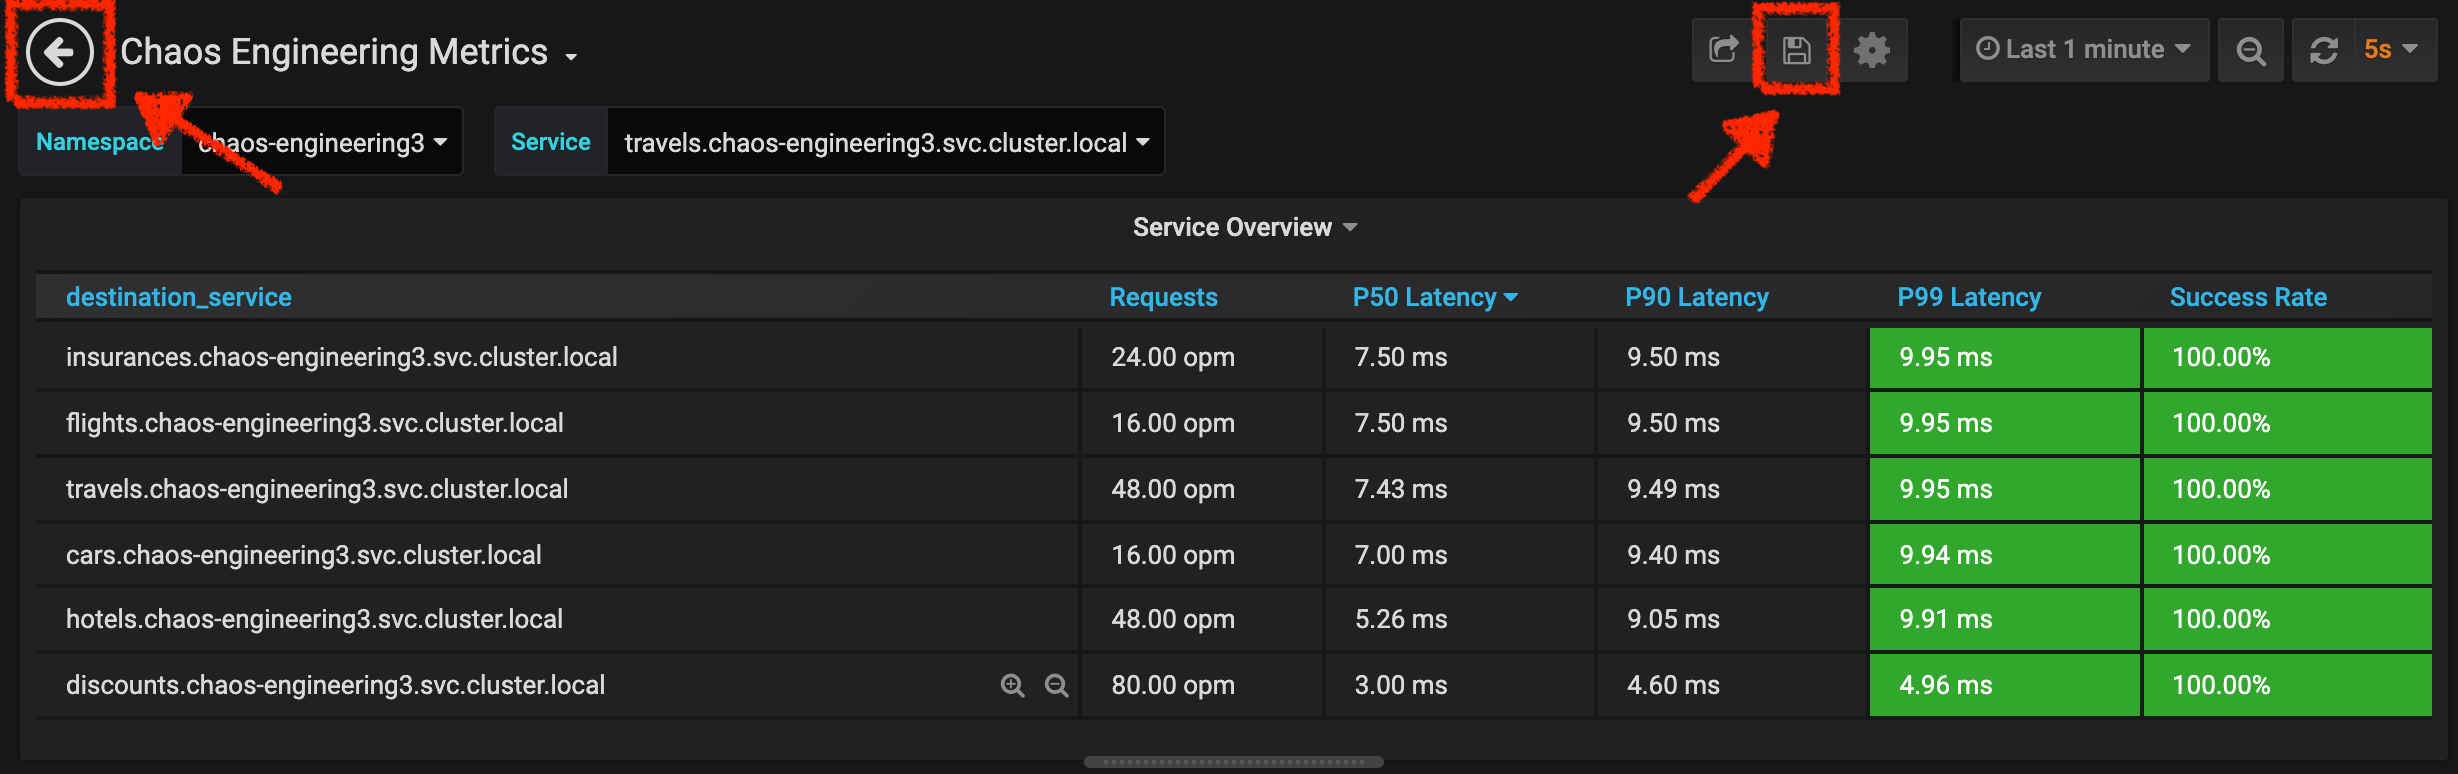 Chaos Engineering Metrics
Last 1 minute
5s
Namespace chaos-engineering3
Service travels.chaos-engineering3.svc.cluster.local
Service Overview
destination_service Requests P50 Latency P90 Latency P99 Latency Success Rate
insurances.chaos-engineering3.svc.cluster.local 24.00 opm 7.50 ms 9.50 ms 9.95 ms 100.00%
flights.chaos-engineering3.svc.cluster.local 16.00 opm 7.50 ms 9.50 ms 9.95 ms 100.00%
travels.chaos-engineering3.svc.cluster.local 48.00 opm 7.43 ms 9.49 ms 9.95 ms 100.00%
cars.chaos-engineering3.svc.cluster.local 16.00 opm 7.00 ms 9.40 ms 9.94 ms 100.00%
hotels.chaos-engineering3.svc.cluster.local 48.00 opm 5.26 ms 9.05 ms 9.91 ms 100.00%
discounts.chaos-engineering3.svc.cluster.local 80.00 opm 3.00 ms 4.60 ms 4.96 ms 100.00%